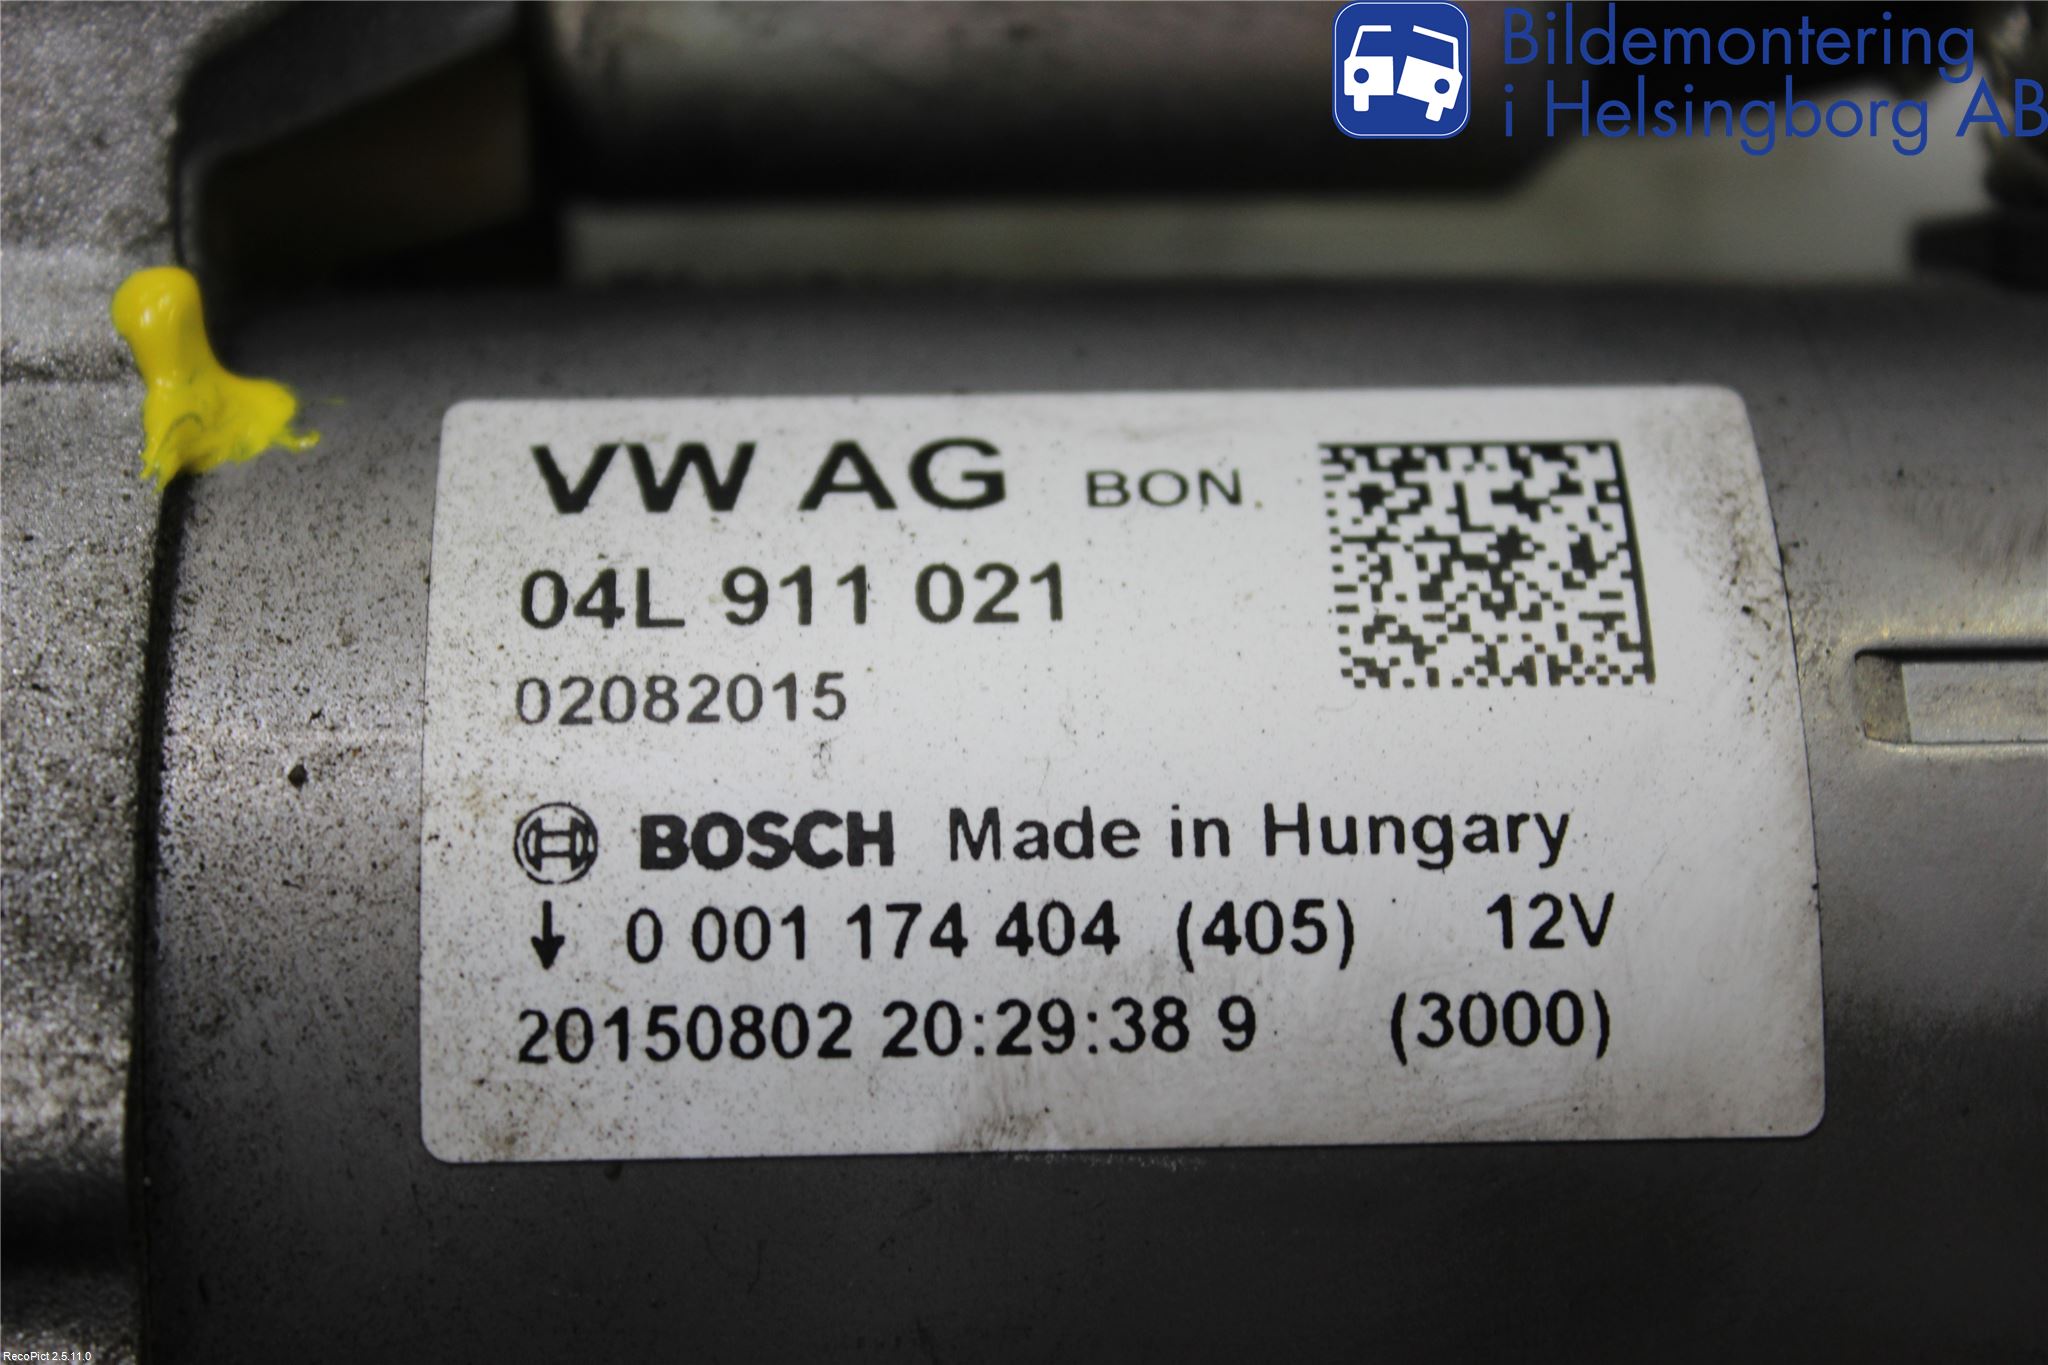 Bildemontering
i Helsingborg AB
VW AG BON.
04L 911 021
02082015
BOSCH Made in Hungary
↓ 0 001 174 404 (405) 12V
20150802 20:29:38 9 (3000)
RecoPict 2.5.11.0